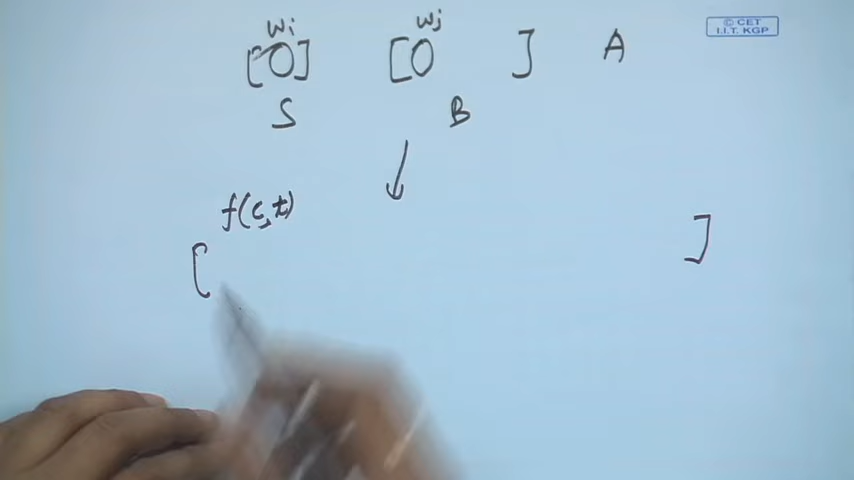 wi wj
[O] [O ] A
S B
↓
f(c,t)
[ ]
© CET
I.I.T. KGP